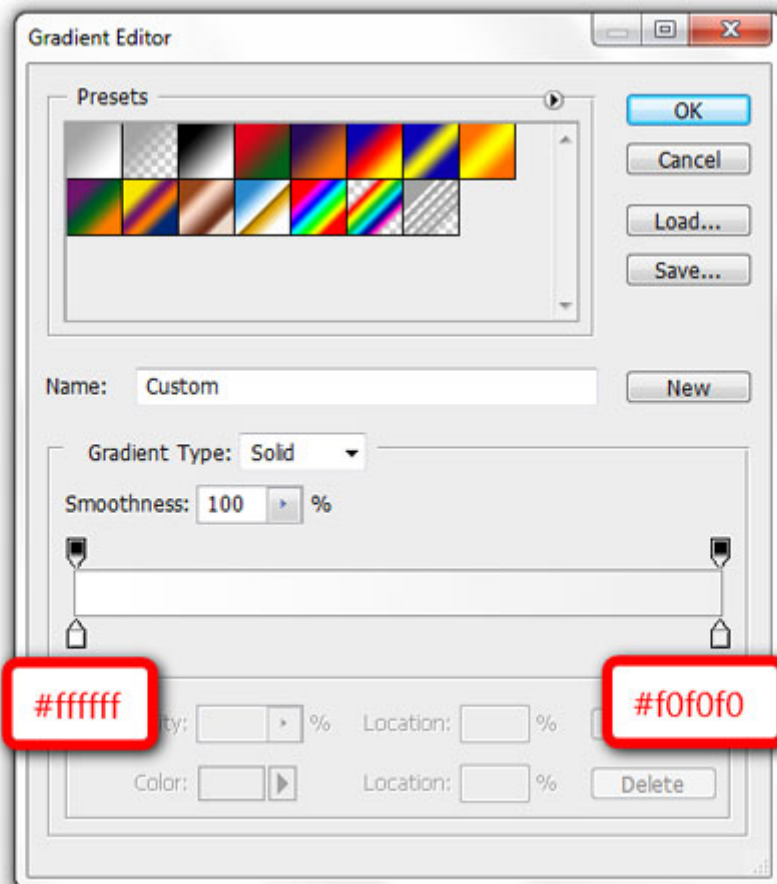 Gradient Editor
Presets
OK
Cancel
Load...
Save...
Name: Custom
New
Gradient Type: Solid
Smoothness: 100 %
#ffffff
#f0f0f0
% Location: %
Color: Location: % Delete